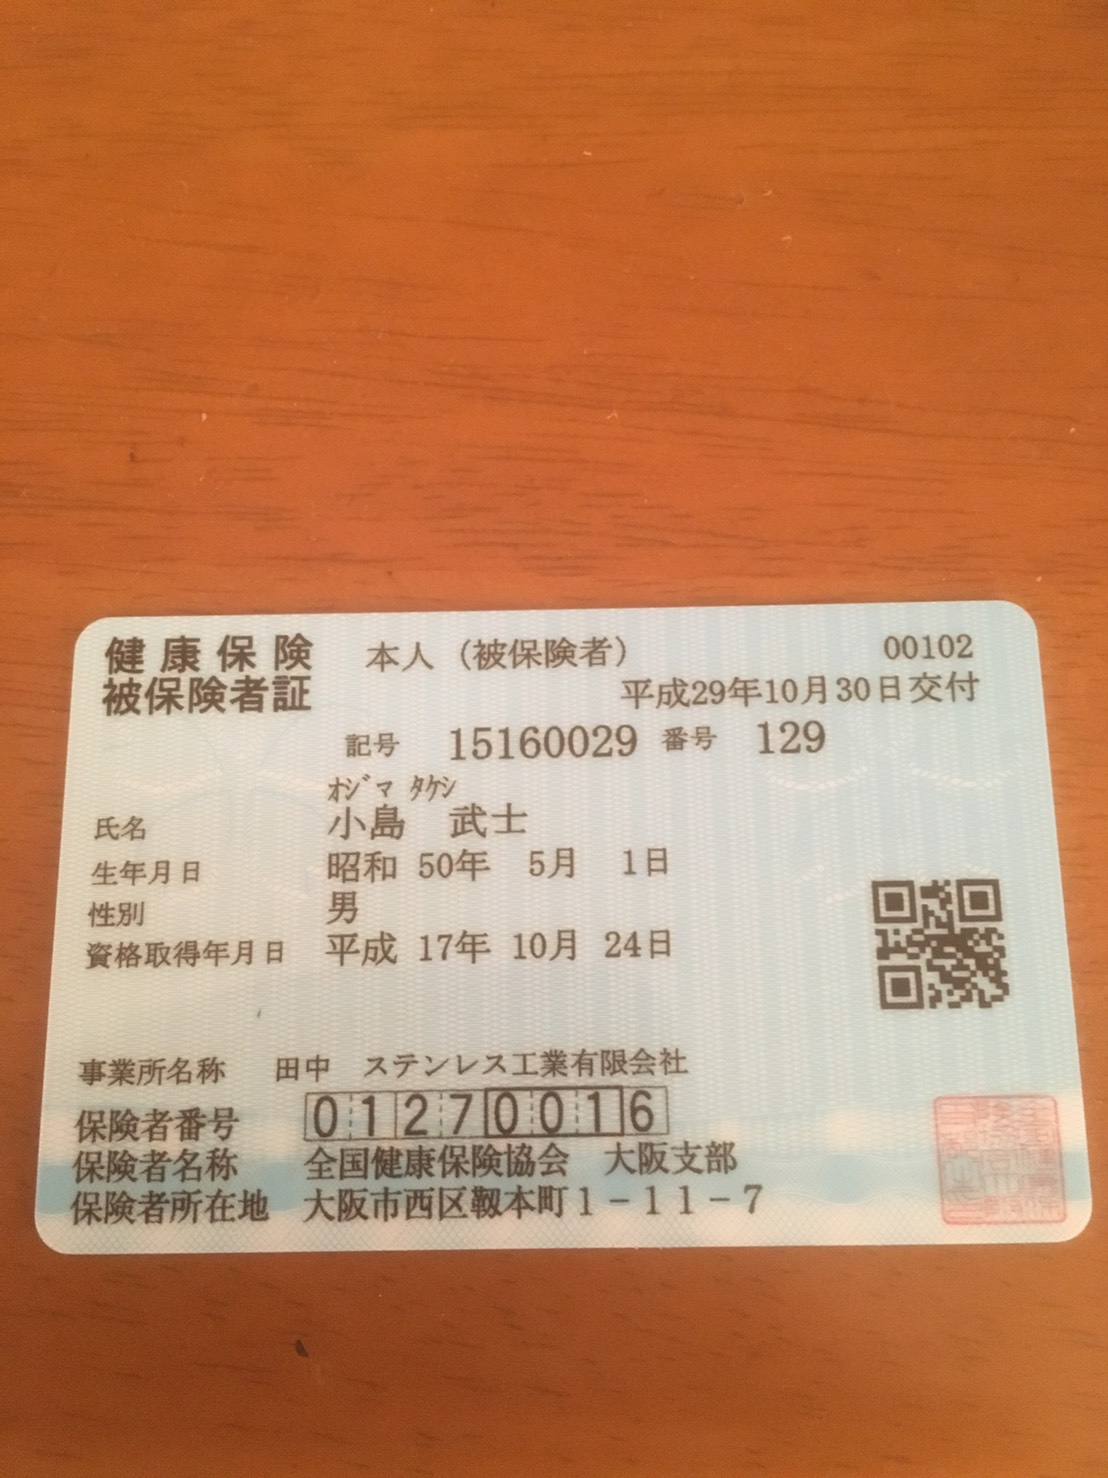 健康保険 本人（被保険者） 00102
被保険者証 平成29年10月30日交付
記号 15160029 番号 129
ｵｼﾞﾏ ﾀｹｼ
氏名 小島 武士
生年月日 昭和 50年 5月 1日
性別 男
資格取得年月日 平成 17年 10月 24日
事業所名称 田中 ステンレス工業有限会社
保険者番号 01270016
保険者名称 全国健康保険協会 大阪支部
保険者所在地 大阪市西区靱本町１－１１－７